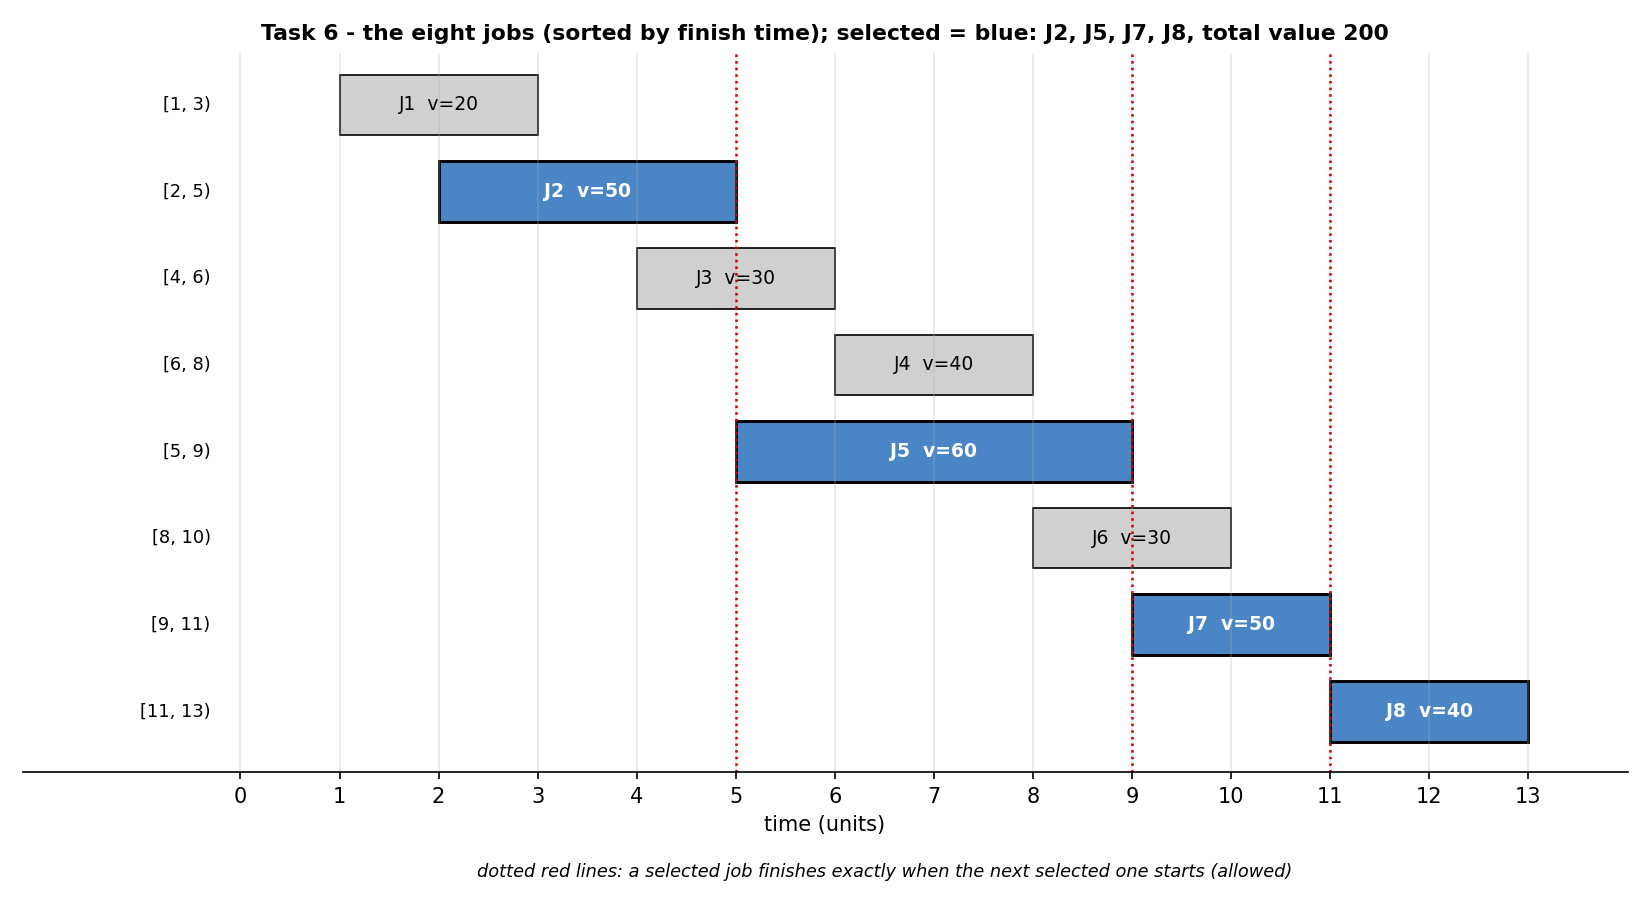 Task 6 - the eight jobs (sorted by finish time); selected = blue: J2, J5, J7, J8, total value 200
[1, 3) J1 v=20
[2, 5) J2 v=50
[4, 6) J3 v=30
[6, 8) J4 v=40
[5, 9) J5 v=60
[8, 10) J6 v=30
[9, 11) J7 v=50
[11, 13) J8 v=40
0 1 2 3 4 5 6 7 8 9 10 11 12 13
time (units)
dotted red lines: a selected job finishes exactly when the next selected one starts (allowed)